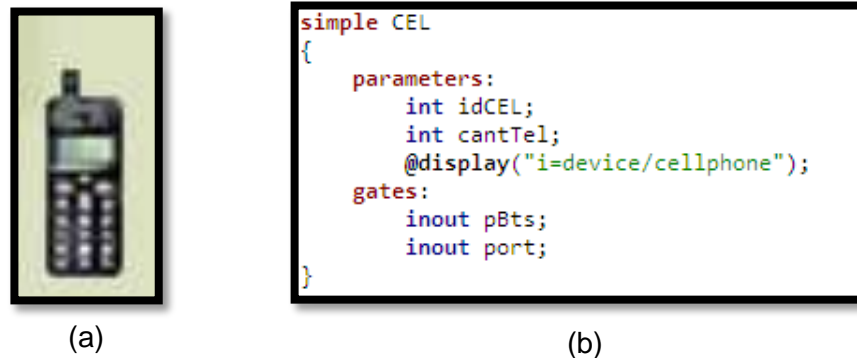 simple CEL
{
parameters:
int idCEL;
int cantTel;
@display("i=device/cellphone");
gates:
inout pBts;
inout port;
}
(a)
(b)